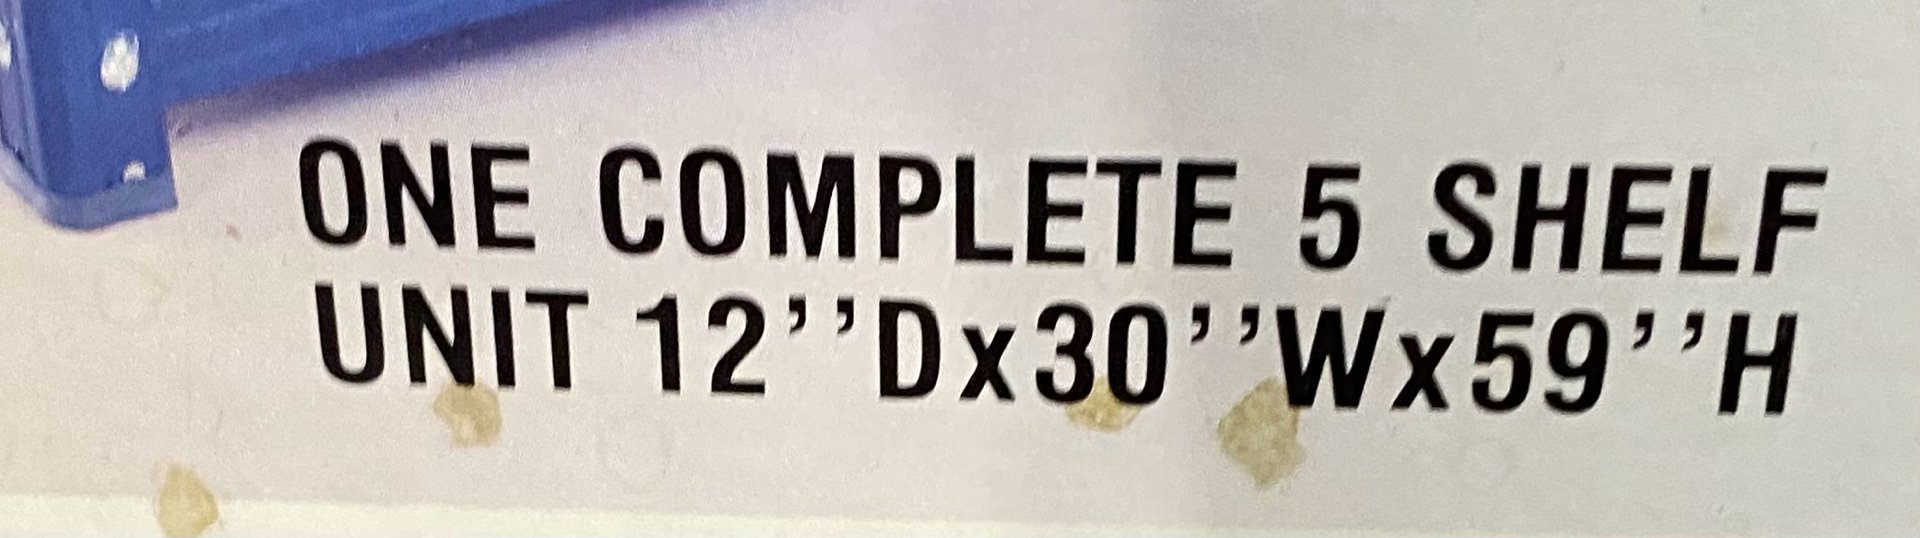 ONE COMPLETE 5 SHELF
UNIT 12’’Dx30’’Wx59’’H